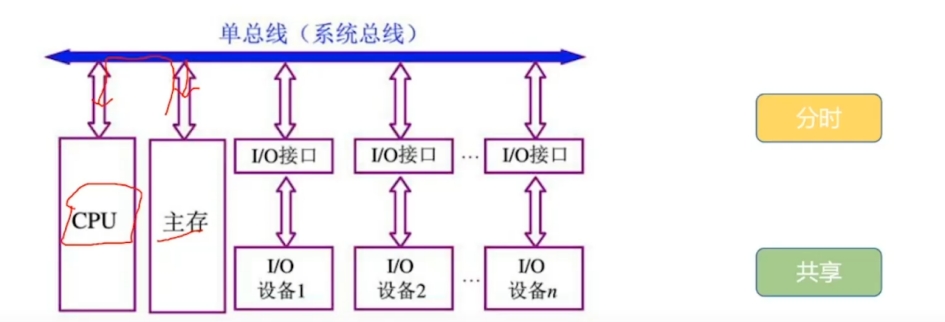 单总线（系统总线）
分时
I/O接口 I/O接口 … I/O接口
CPU 主存
I/O I/O I/O
设备1 设备2 … 设备n
共享